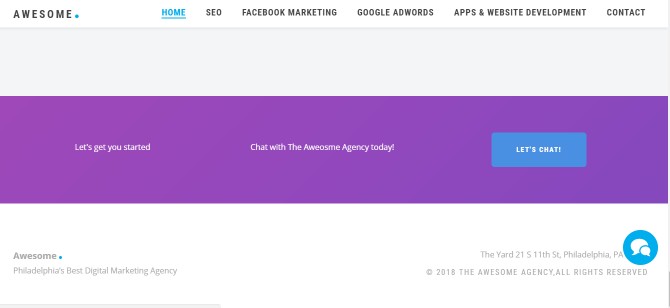 AWESOME.
HOME SEO FACEBOOK MARKETING GOOGLE ADWORDS APPS & WEBSITE DEVELOPMENT CONTACT
Let's get you started
Chat with The Aweosme Agency today!
LET'S CHAT!
Awesome .
Philadelphia's Best Digital Marketing Agency
The Yard 21 S 11th St, Philadelphia, PA
© 2018 THE AWESOME AGENCY,ALL RIGHTS RESERVED